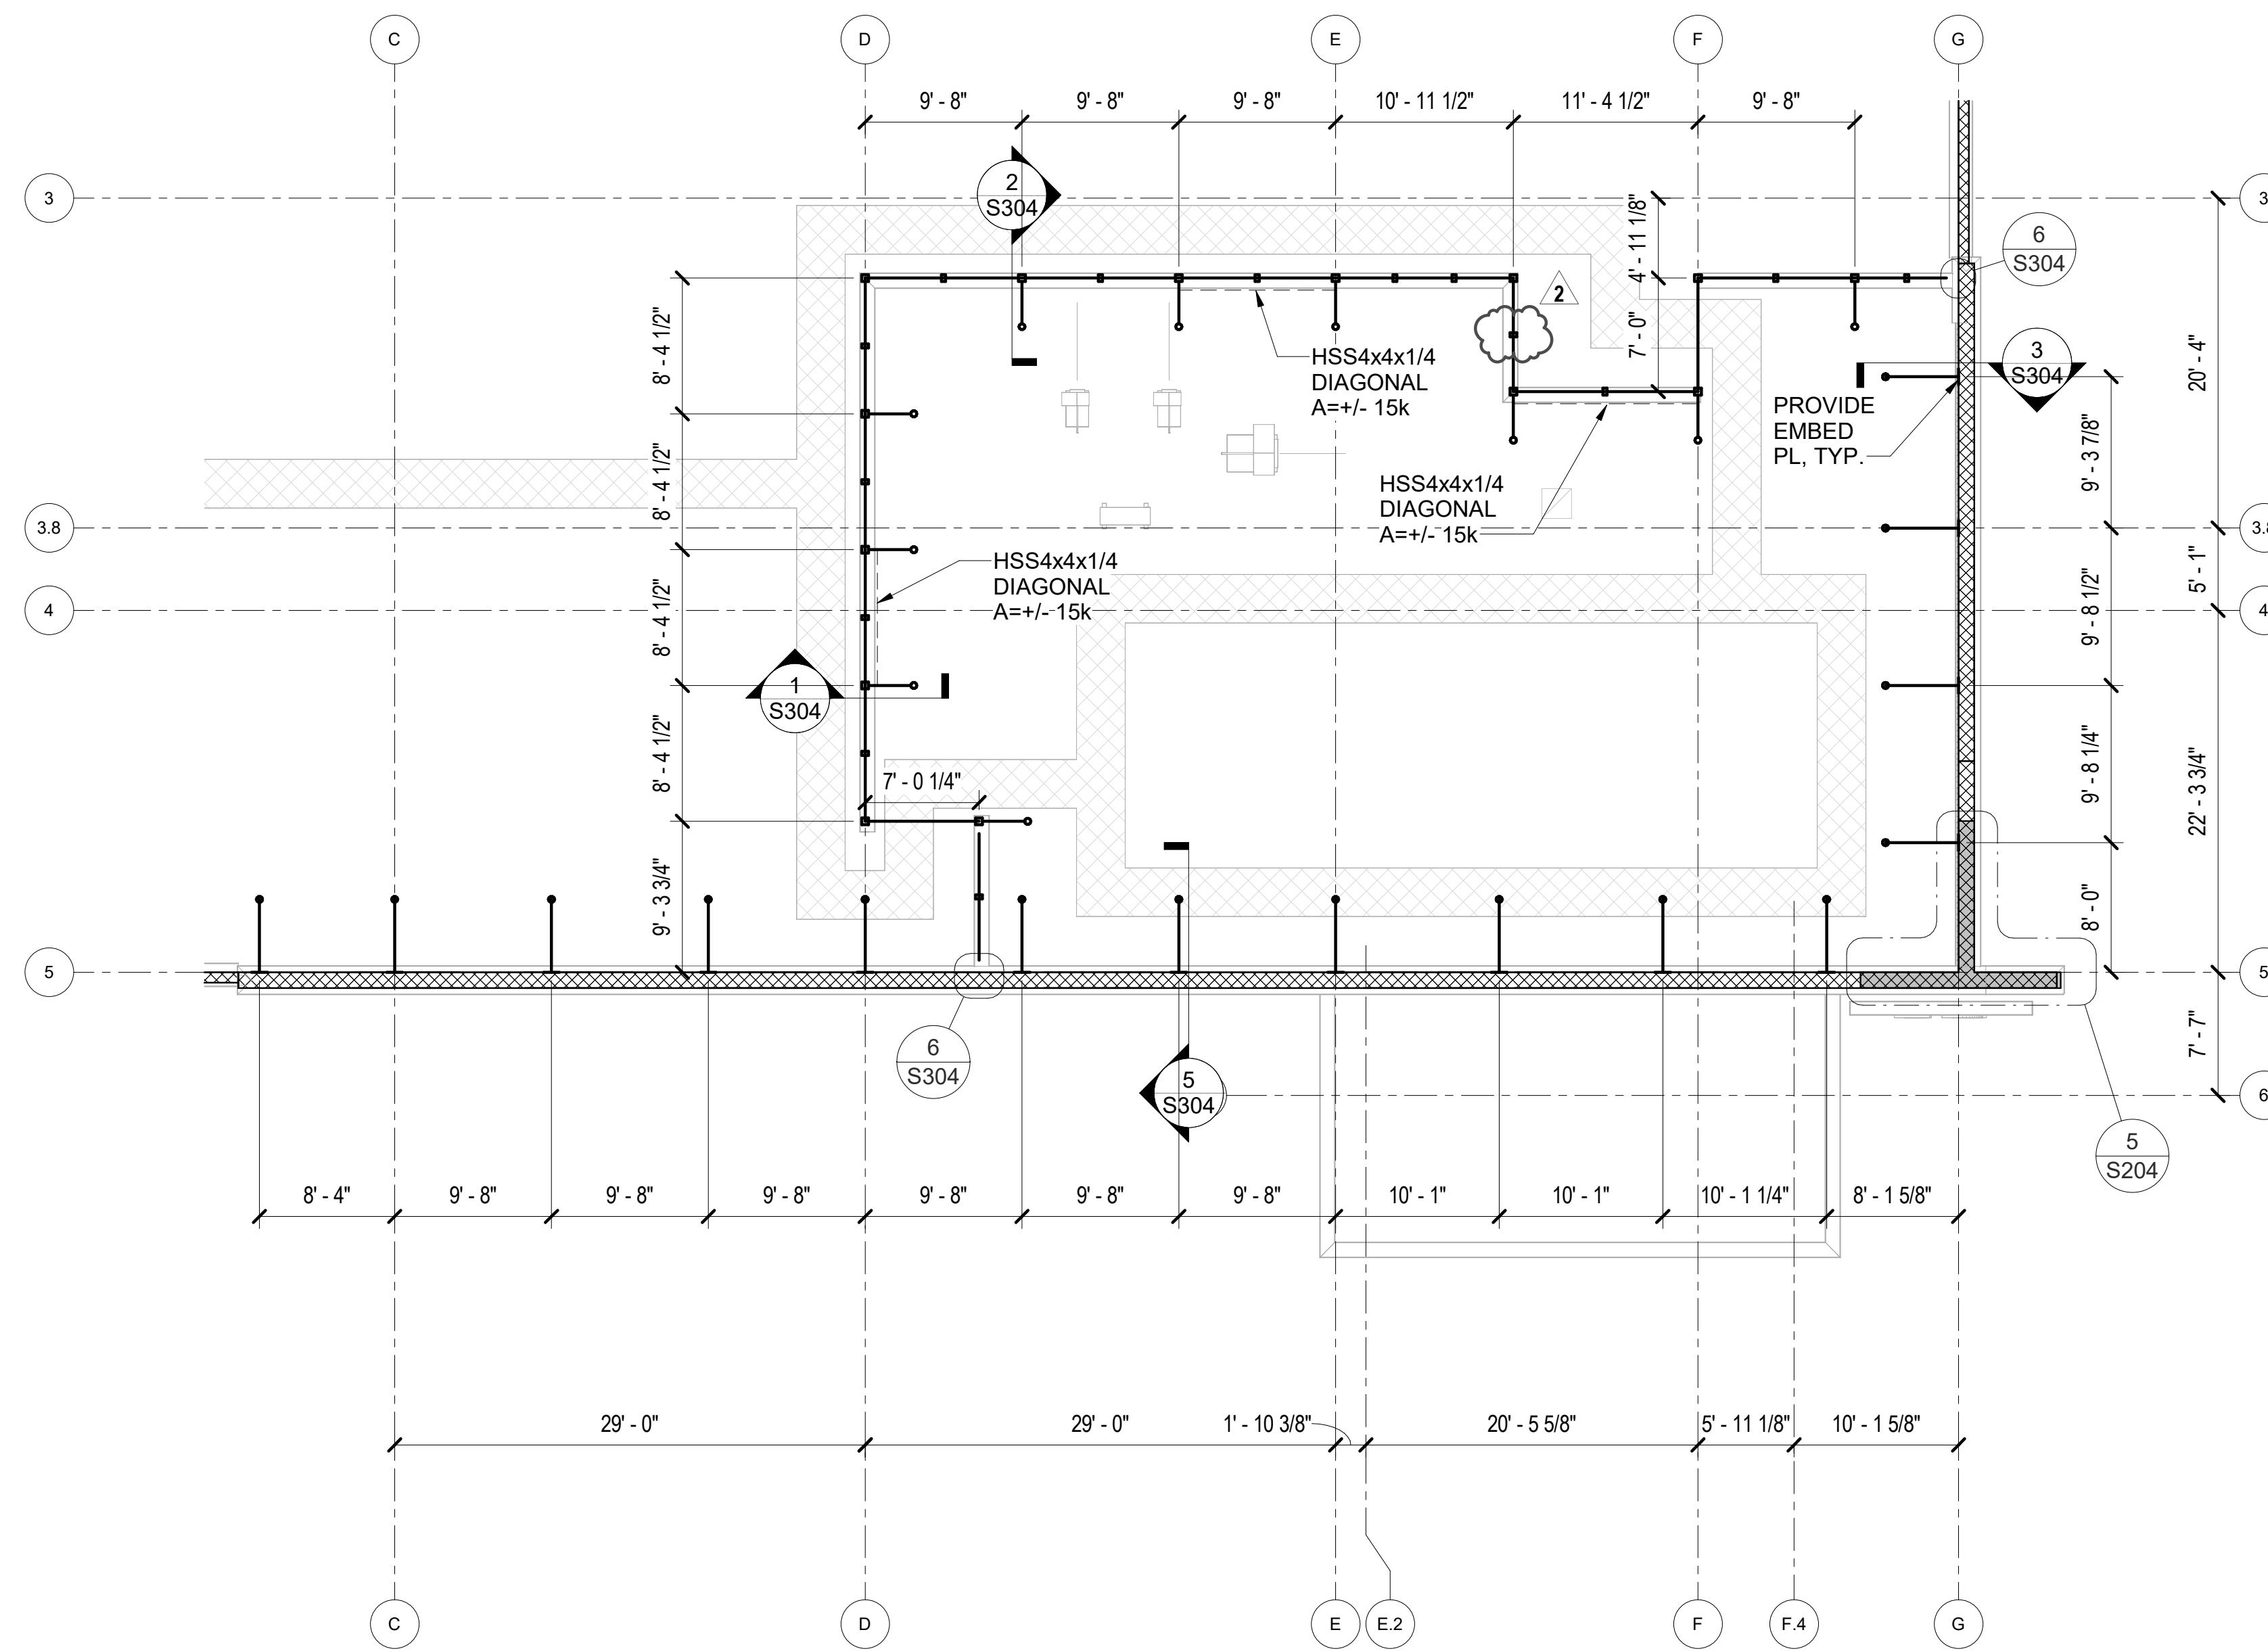 C D E F G
9' - 8" 9' - 8" 9' - 8" 10' - 11 1/2" 11' - 4 1/2" 9' - 8"
3
2
S304
4' - 11 1/8"
6
S304
3
8' - 4 1/2"
2
7' - 0"
HSS4x4x1/4
DIAGONAL
A=+/- 15k
3
S304
20' - 4"
PROVIDE
EMBED
PL, TYP.
8' - 4 1/2"
9' - 3 7/8"
HSS4x4x1/4
DIAGONAL
A=+/- 15k
3.8
3.8
HSS4x4x1/4
DIAGONAL
A=+/- 15k
8' - 4 1/2"
9' - 8 1/2"
5' - 1"
4
4
1
S304
8' - 4 1/2"
7' - 0 1/4"
9' - 8 1/4"
22' - 3 3/4"
9' - 3 3/4"
8' - 0"
5
5
6
S304
5
S304
7' - 7"
6
5
S204
8' - 4" 9' - 8" 9' - 8" 9' - 8" 9' - 8" 9' - 8" 9' - 8" 10' - 1" 10' - 1" 10' - 1 1/4" 8' - 1 5/8"
29' - 0" 29' - 0" 1' - 10 3/8" 20' - 5 5/8" 5' - 11 1/8" 10' - 1 5/8"
C D E E.2 F F.4 G